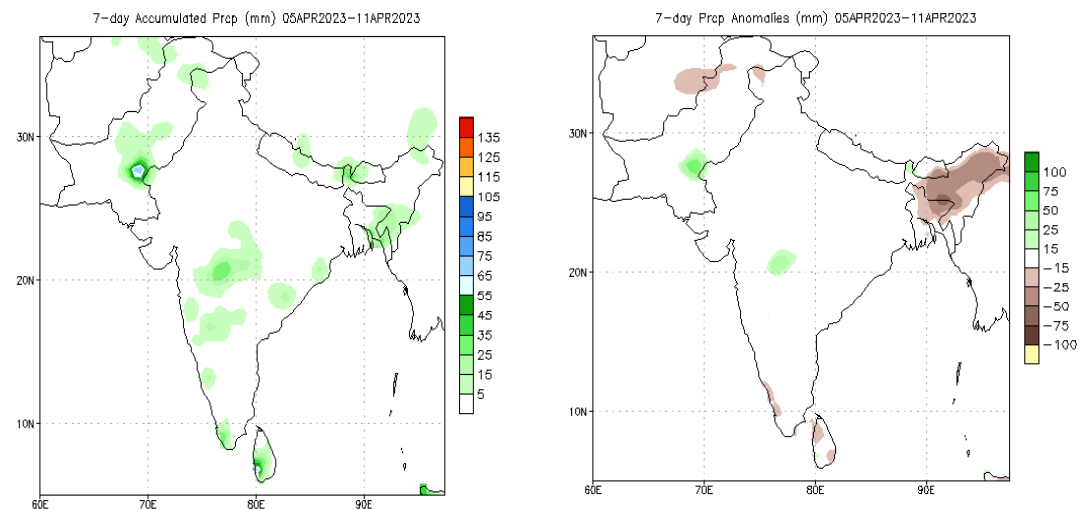 7-day Accumulated Prcp (mm) 05APR2023-11APR2023
30N
20N
10N
60E 70E 80E 90E
135
125
115
105
95
85
75
65
55
45
35
25
15
5
7-day Prcp Anomalies (mm) 05APR2023-11APR2023
30N
20N
10N
60E 70E 80E 90E
100
75
50
25
15
-15
-25
-50
-75
-100